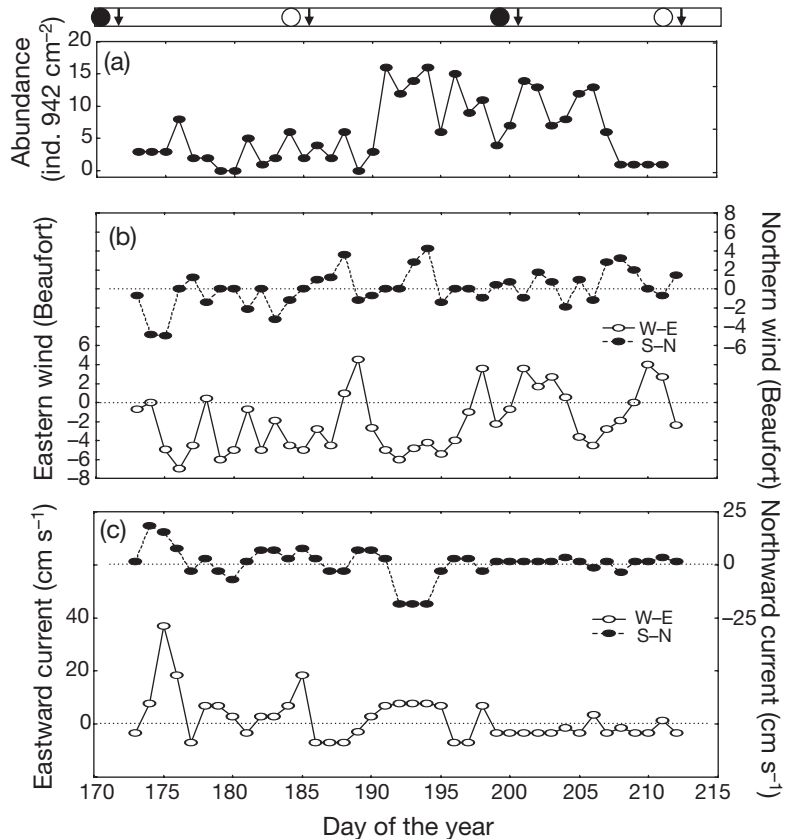 (a)
Abundance
(ind. 942 cm⁻²)
20
15
10
5
0
(b)
Eastern wind (Beaufort)
6
4
2
0
−2
−4
−6
−8
8
6
4
2
0
−2
−4
−6
Northern wind (Beaufort)
W–E
S–N
(c)
Eastward current (cm s⁻¹)
40
20
0
25
0
−25
Northward current (cm s⁻¹)
W–E
S–N
170 175 180 185 190 195 200 205 210 215
Day of the year